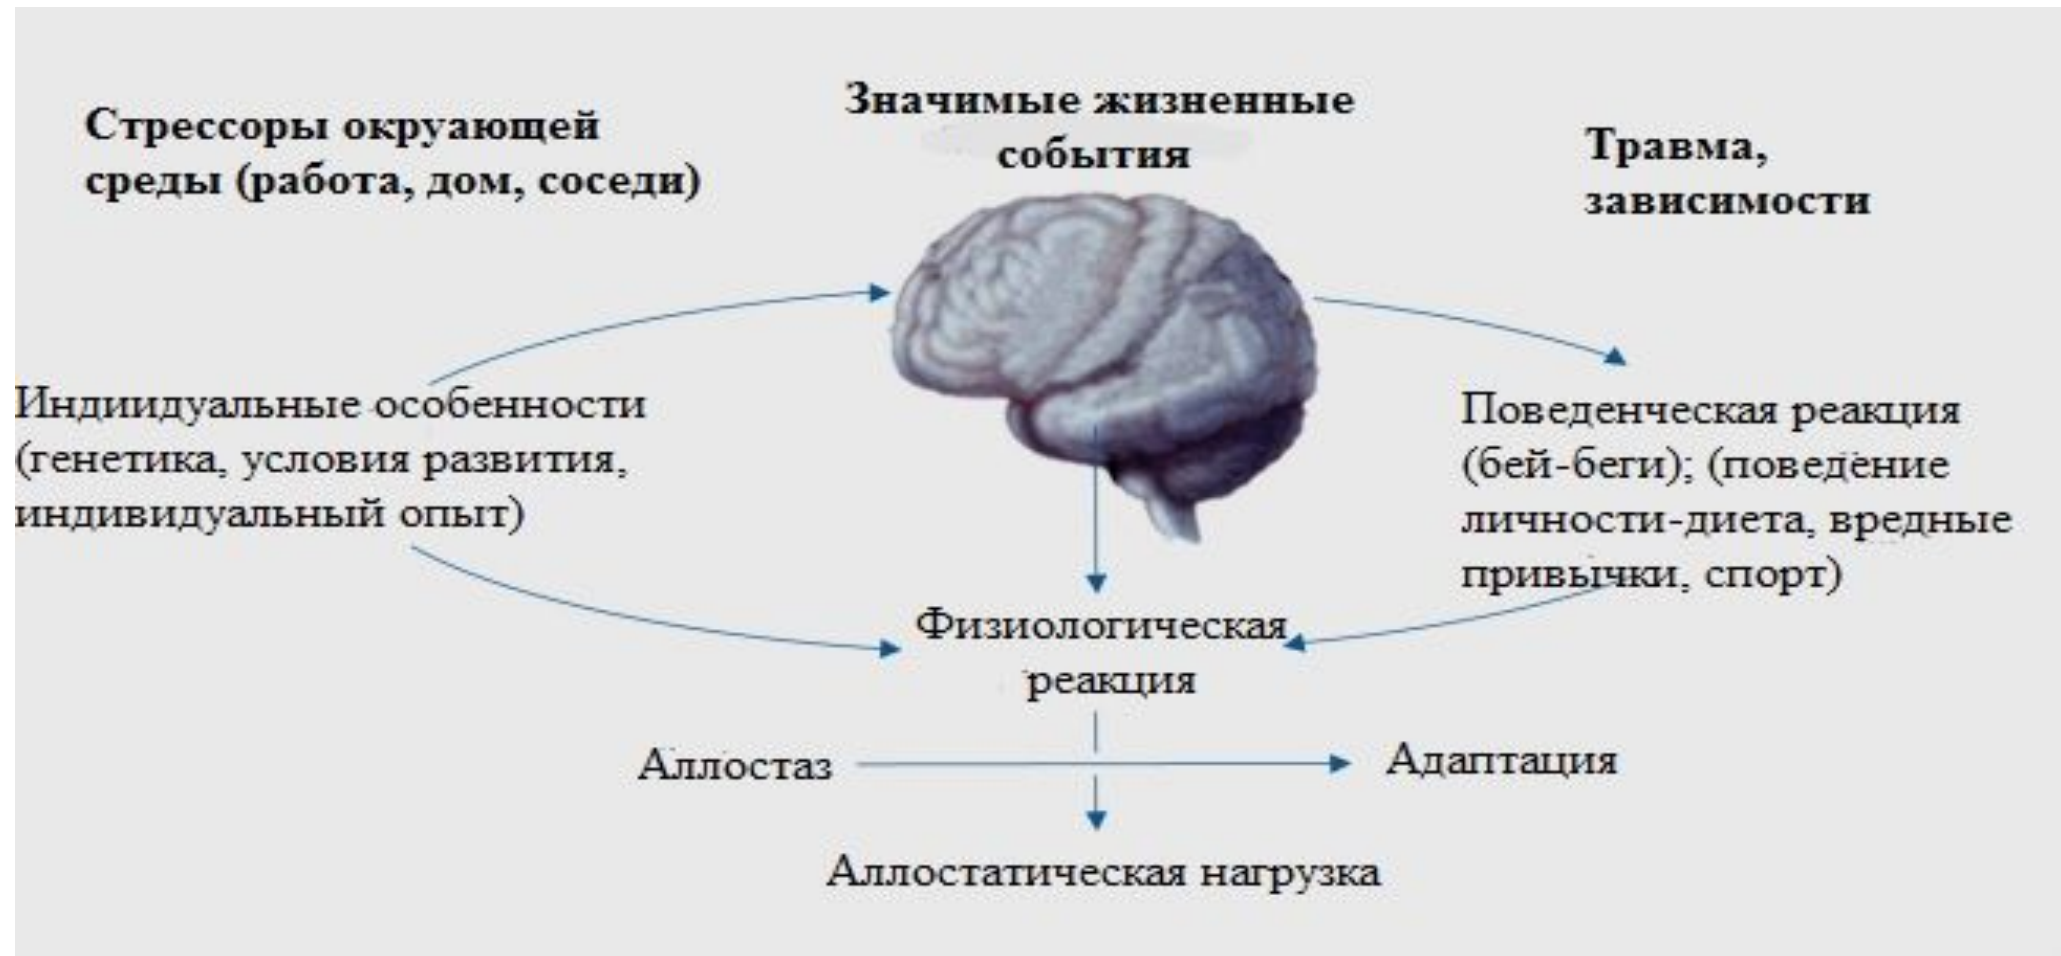 Стрессоры окруающей
среды (работа, дом, соседи)
Значимые жизненные
события
Травма,
зависимости
Индиидуальные особенности
(генетика, условия развития,
индивидуальный опыт)
Поведенческая реакция
(бей-беги); (поведение
личности-диета, вредные
привычки, спорт)
Физиологическая
реакция
Аллостаз
Адаптация
Аллостатическая нагрузка